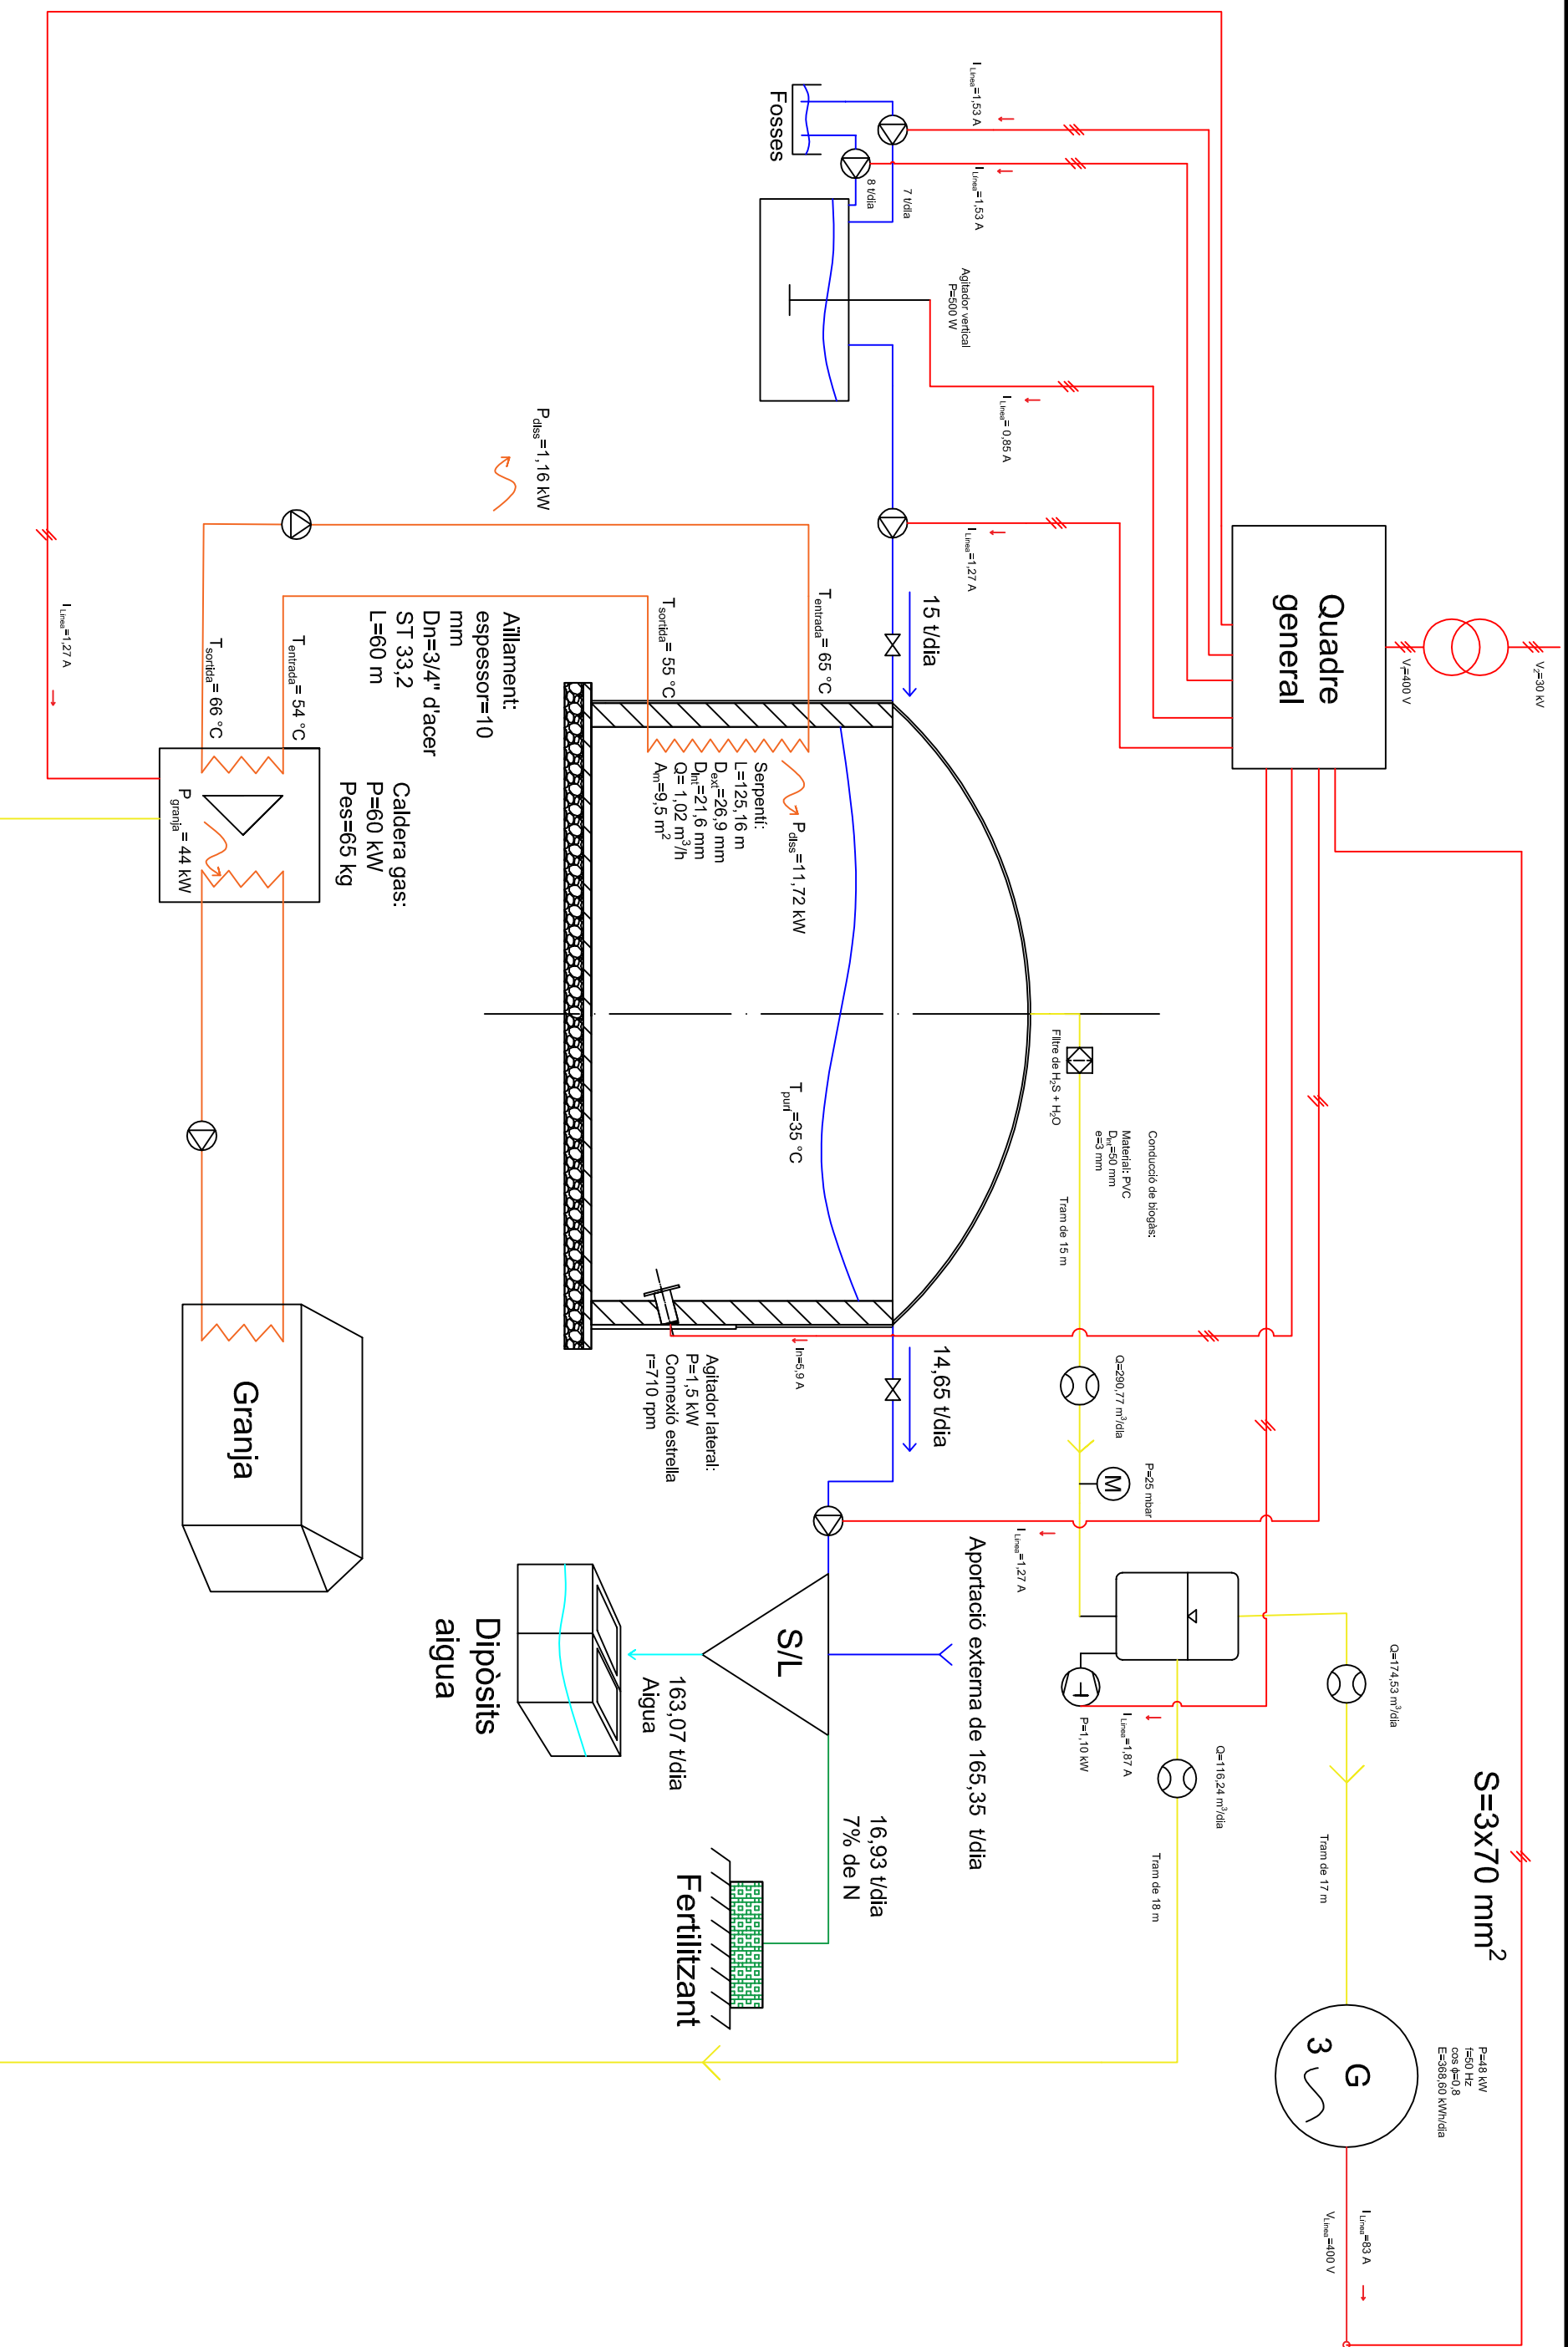 V₂=30 kV
V₁=400 V
Quadre
general
I Línea=1,53 A
I Línea=1,53 A
I Línea= 0,85 A
I Línea=1,27 A
Fosses
7 t/dia
8 t/dia
Agitador vertical
P=500 W
15 t/dia
Pdiss=1,16 kW
Tentrada= 65 °C
Tsortida= 55 °C
Aïllament:
espessor=10
mm
Dn=3/4" d'acer
ST 33,2
L=60 m
Tentrada= 54 °C
Tsortida= 66 °C
I Línea=1,27 A
Caldera gas:
P=60 kW
Pes=65 kg
Pgranja = 44 kW
Serpentí:
L=125,16 m
Dext=26,9 mm
Dint=21,6 mm
Q= 1,02 m³/h
Am=9,5 m²
Pdiss=11,72 kW
Tpurí=35 °C
Filtre de H₂S + H₂O
Conducció de biogàs:
Material: PVC
Dint=50 mm
e=3 mm
Tram de 15 m
Q=290,77 m³/dia
P=25 mbar
M
In=5,9 A
Agitador lateral:
P=1,5 kW
Connexió estrella
r=710 rpm
14,65 t/dia
I Línea=1,27 A
Aportació externa de 165,35 t/dia
S/L
163,07 t/dia
Aigua
Dipòsits
aigua
16,93 t/dia
7% de N
Fertilitzant
Granja
P=1,10 kW
I Línea=1,87 A
Q=116,24 m³/dia
Tram de 18 m
Q=174,53 m³/dia
Tram de 17 m
S=3x70 mm²
G
3
P=48 kW
f=50 Hz
cos ϕ=0,8
E=368,60 kWh/dia
I Línea=83 A
VLínea=400 V